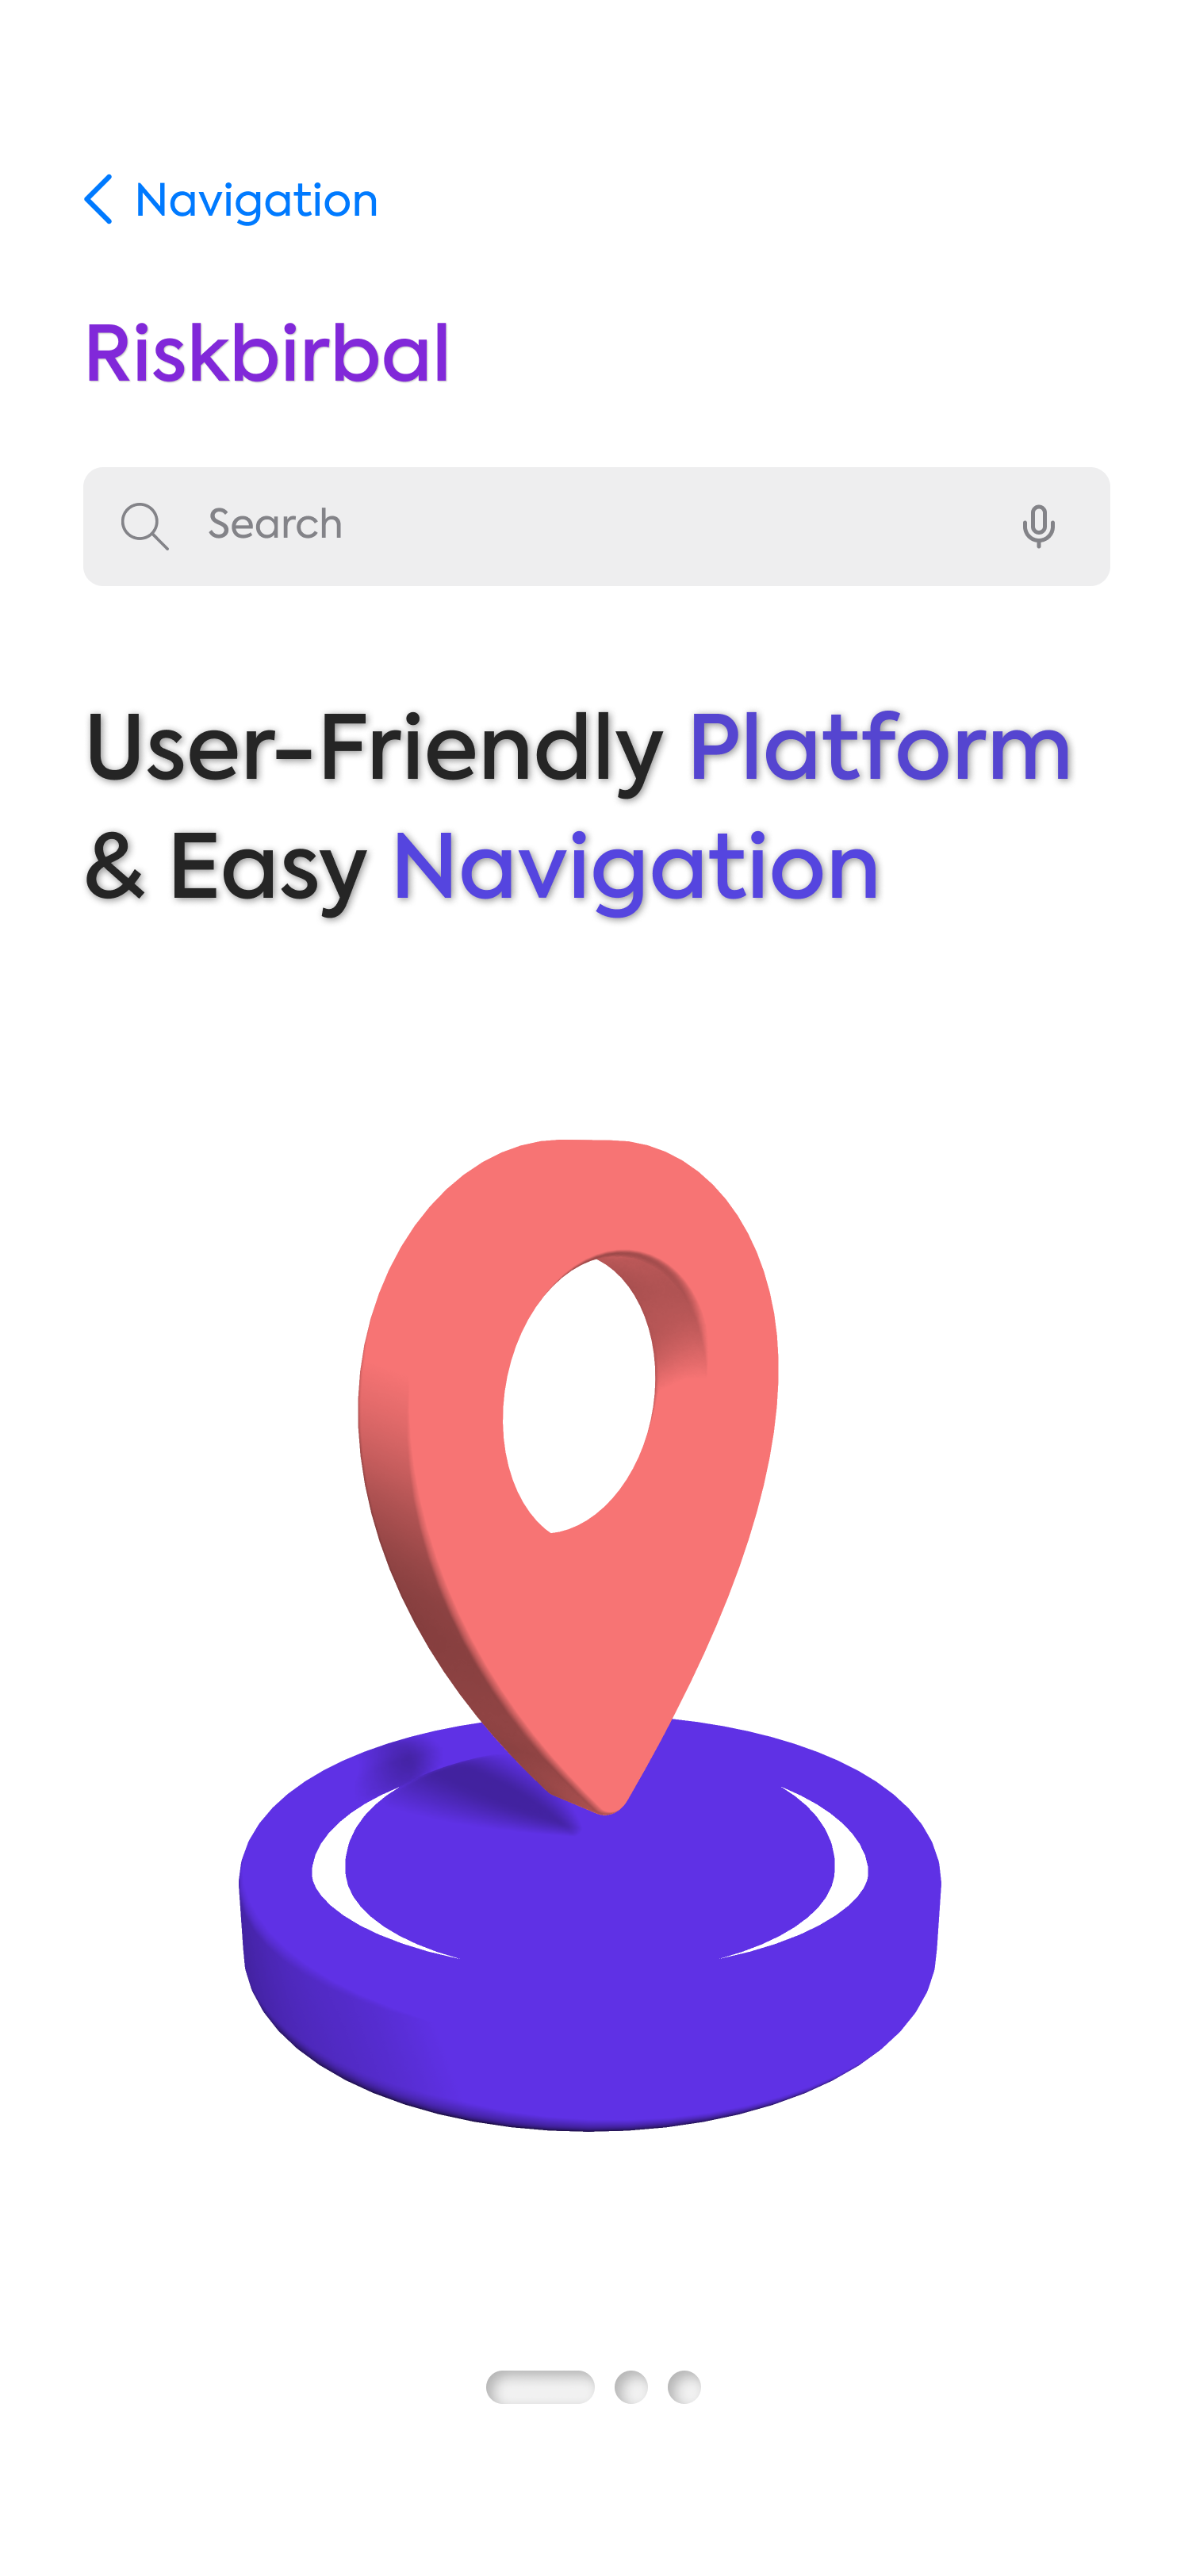 Navigation
Riskbirbal
Search
User-Friendly Platform
& Easy Navigation